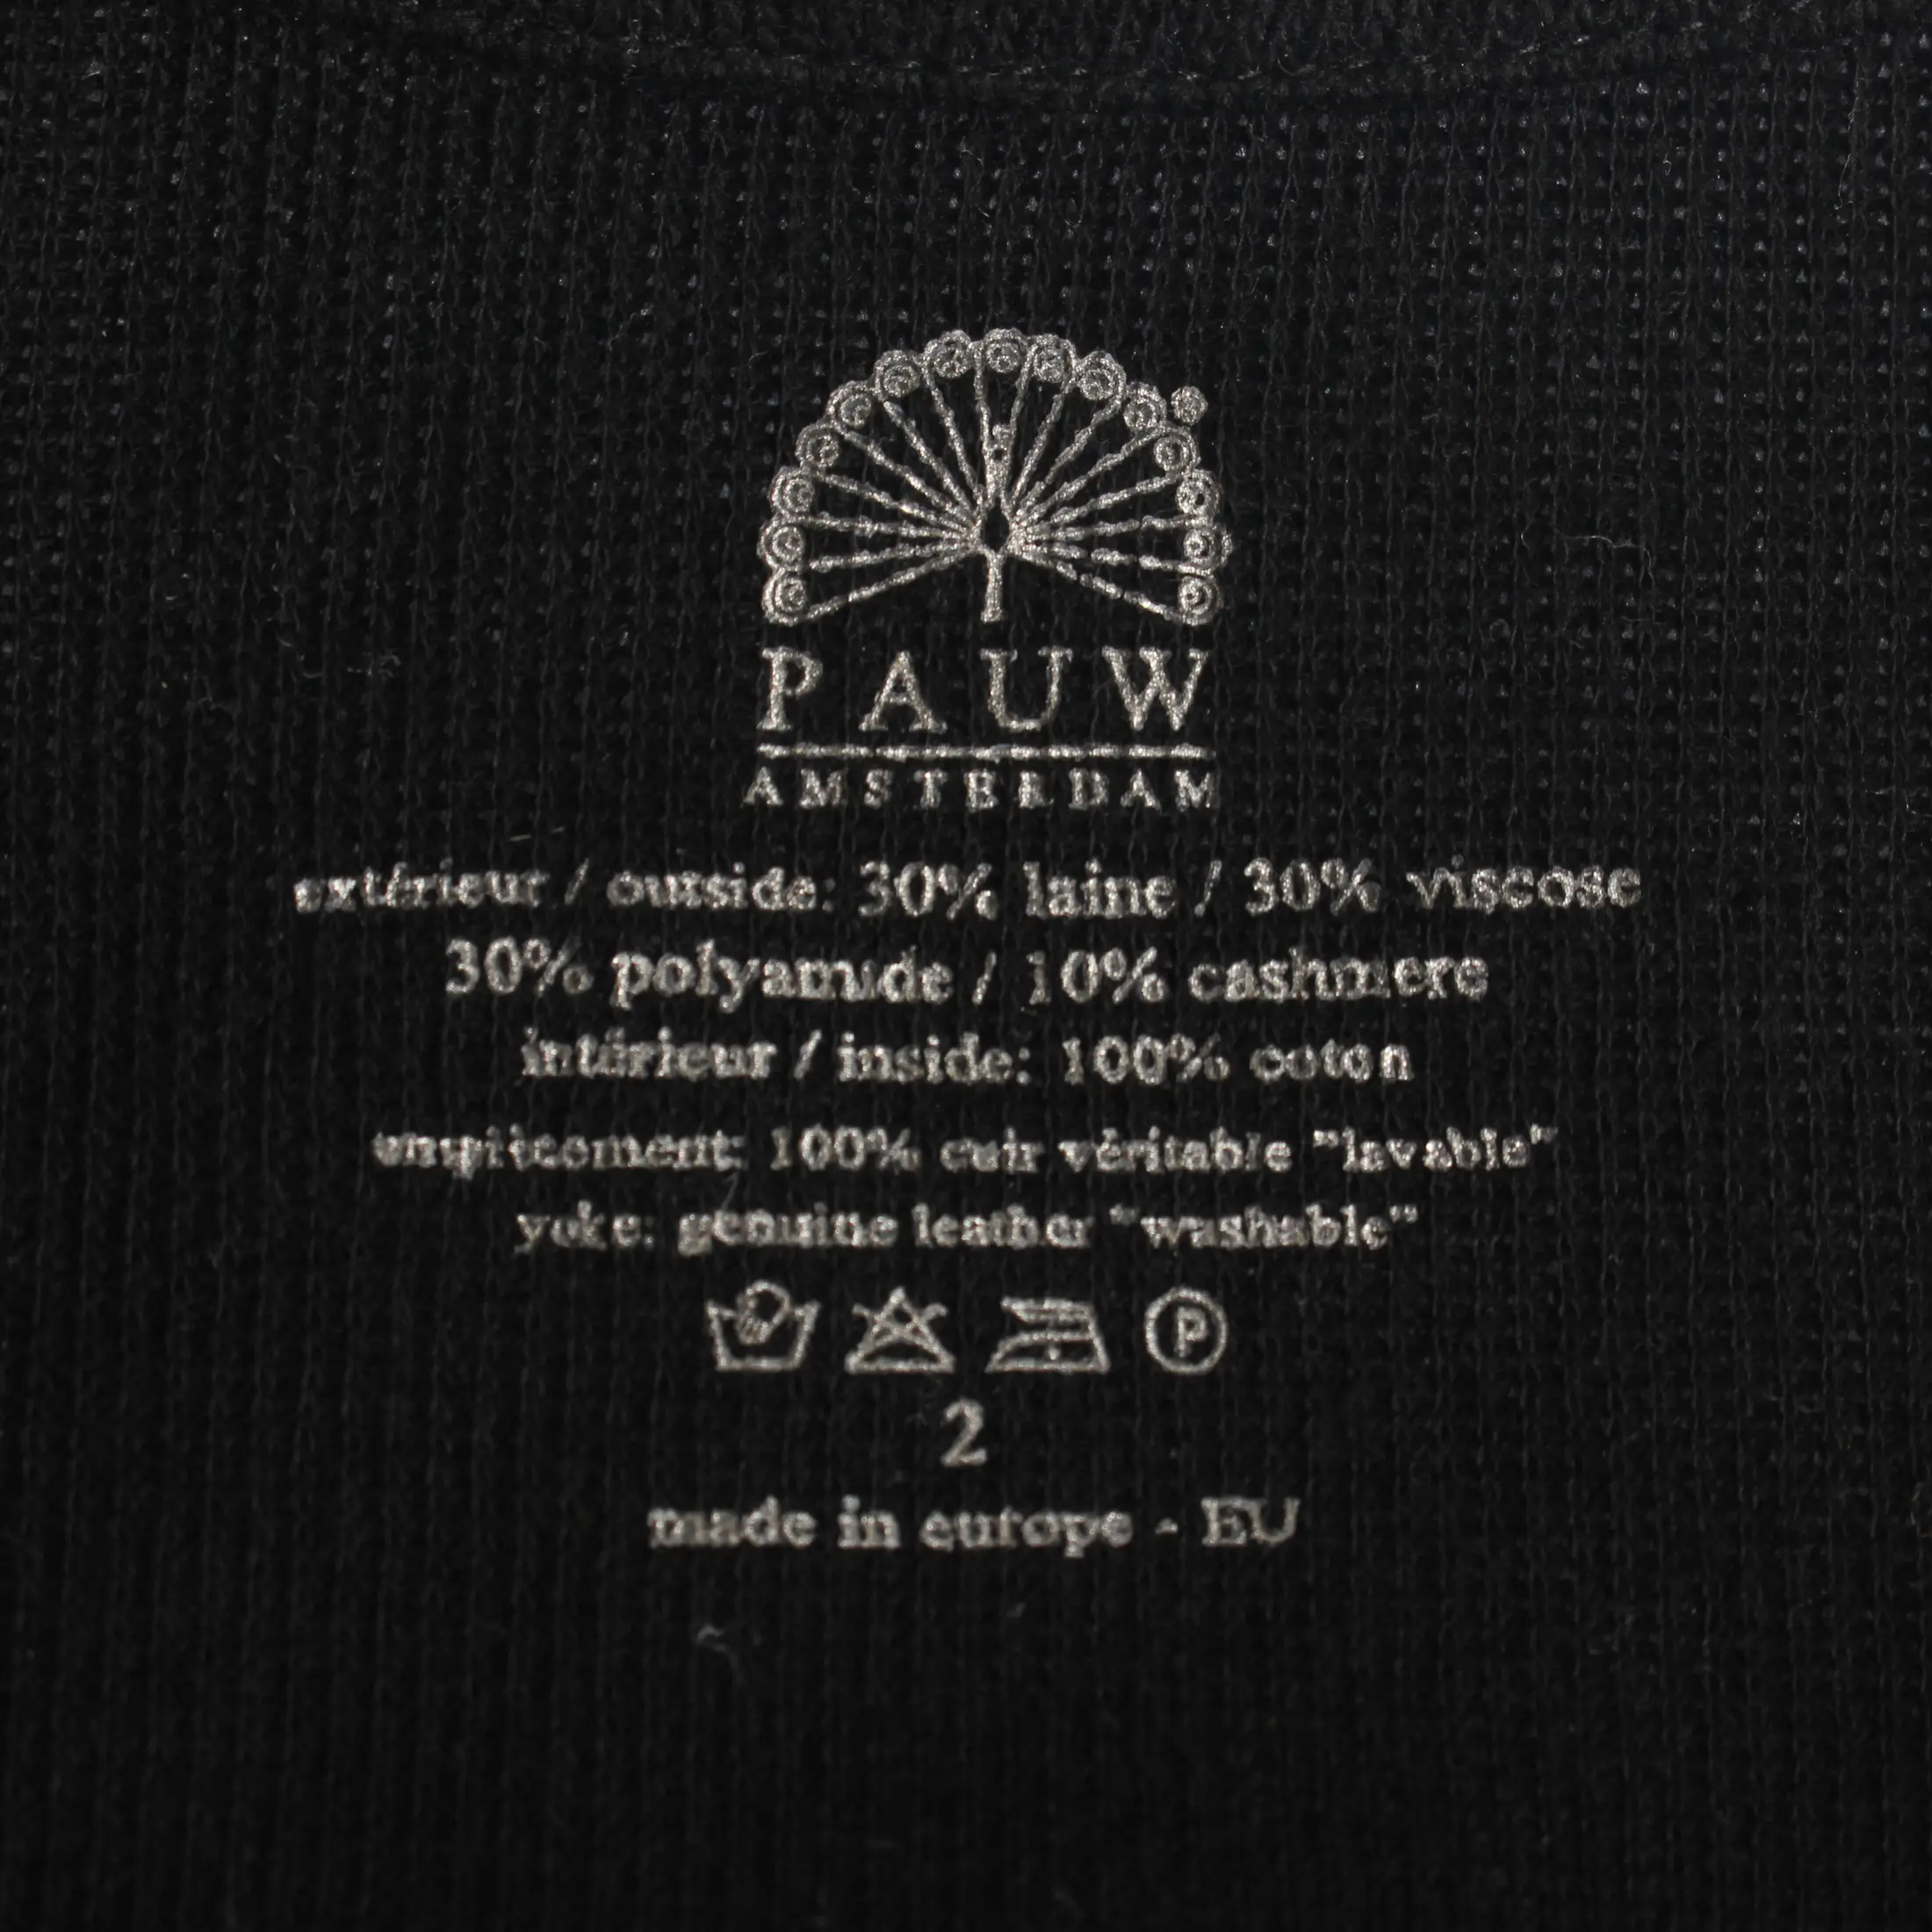 PAUW
AMSTERDAM
extérieur / outside: 30% laine / 30% viscose
30% polyamide / 10% cashmere
intérieur / inside: 100% coton
empiècement: 100% cuir véritable "lavable"
yoke: genuine leather "washable"
P
2
made in europe - EU